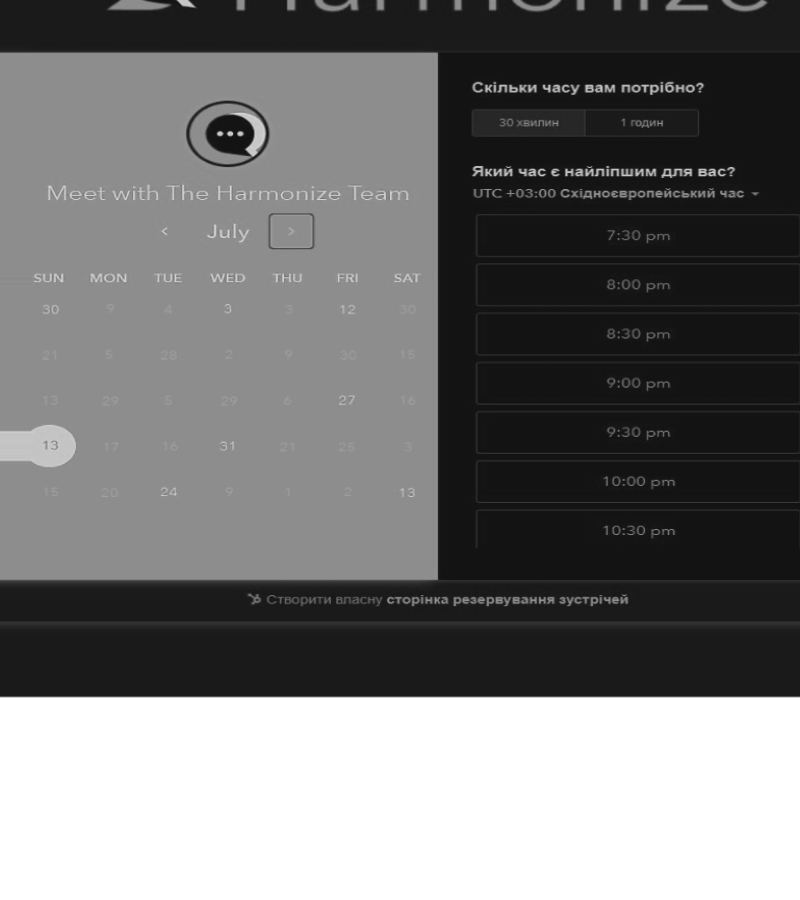 Harmonize
Meet with The Harmonize Team
July
SUN MON TUE WED THU FRI SAT
30 9 4 3 3 12 30
21 5 28 2 9 30 15
13 29 5 29 6 27 16
13 17 16 31 21 25 3
15 20 24 9 1 2 13
Скільки часу вам потрібно?
30 хвилин 1 годин
Який час є найліпшим для вас?
UTC +03:00 Східноєвропейський час
7:30 pm
8:00 pm
8:30 pm
9:00 pm
9:30 pm
10:00 pm
10:30 pm
Створити власну сторінка резервування зустрічей